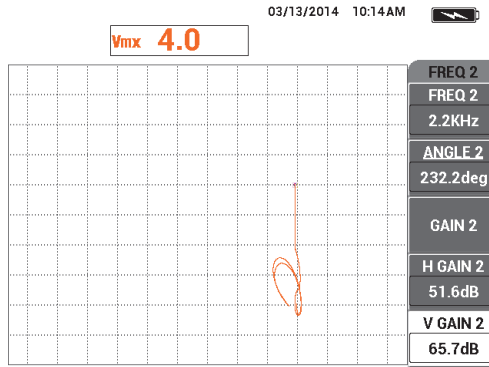 03/13/2014 10:14AM
Vmx 4.0
FREQ 2
FREQ 2
2.2KHz
ANGLE 2
232.2deg
GAIN 2
H GAIN 2
51.6dB
V GAIN 2
65.7dB